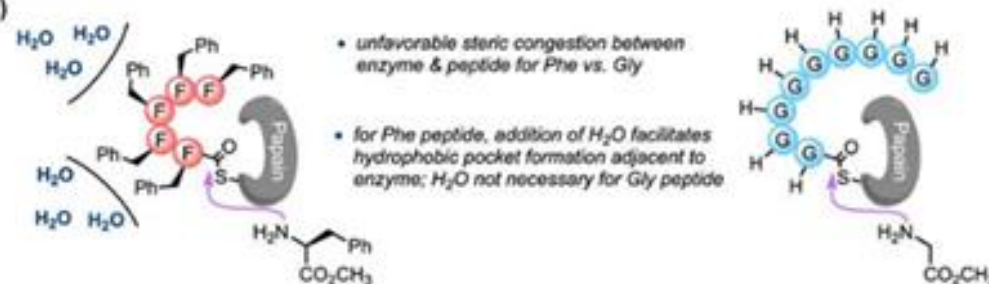 )
H₂O H₂O
H₂O
Ph
Ph
Ph
F F F
F
F
Ph
Ph
O
S
Papain
H₂O
H₂O H₂O
H₂N
Ph
CO₂CH₃
• unfavorable steric congestion between
enzyme & peptide for Phe vs. Gly
• for Phe peptide, addition of H₂O facilitates
hydrophobic pocket formation adjacent to
enzyme; H₂O not necessary for Gly peptide
H H H H H
H
H
H
H
G G G G G
G
G
G
G
O
S
Papain
H₂N
CO₂CH